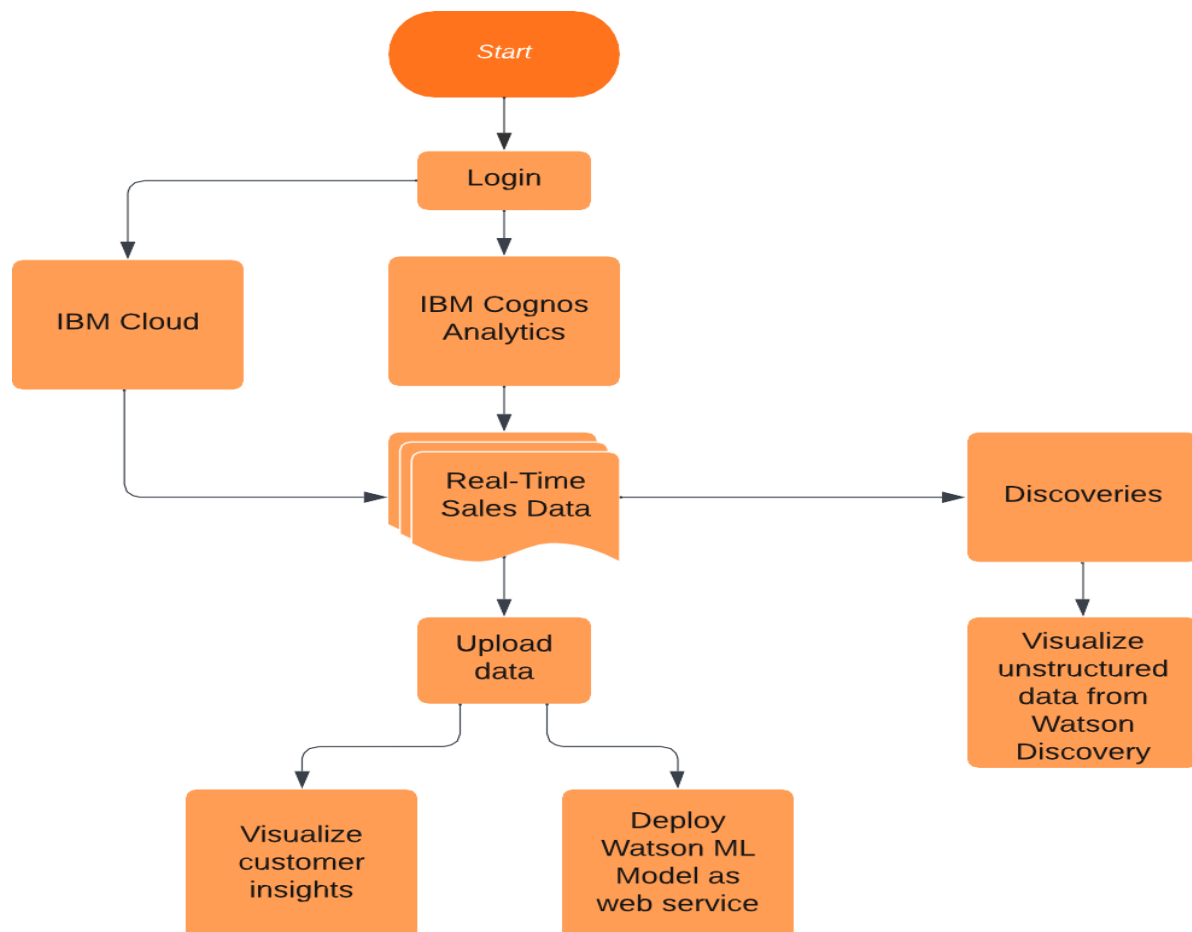 Start
Login
IBM Cloud
IBM Cognos
Analytics
Real-Time
Sales Data
Discoveries
Upload
data
Visualize
unstructured
data from
Watson
Discovery
Visualize
customer
insights
Deploy
Watson ML
Model as
web service